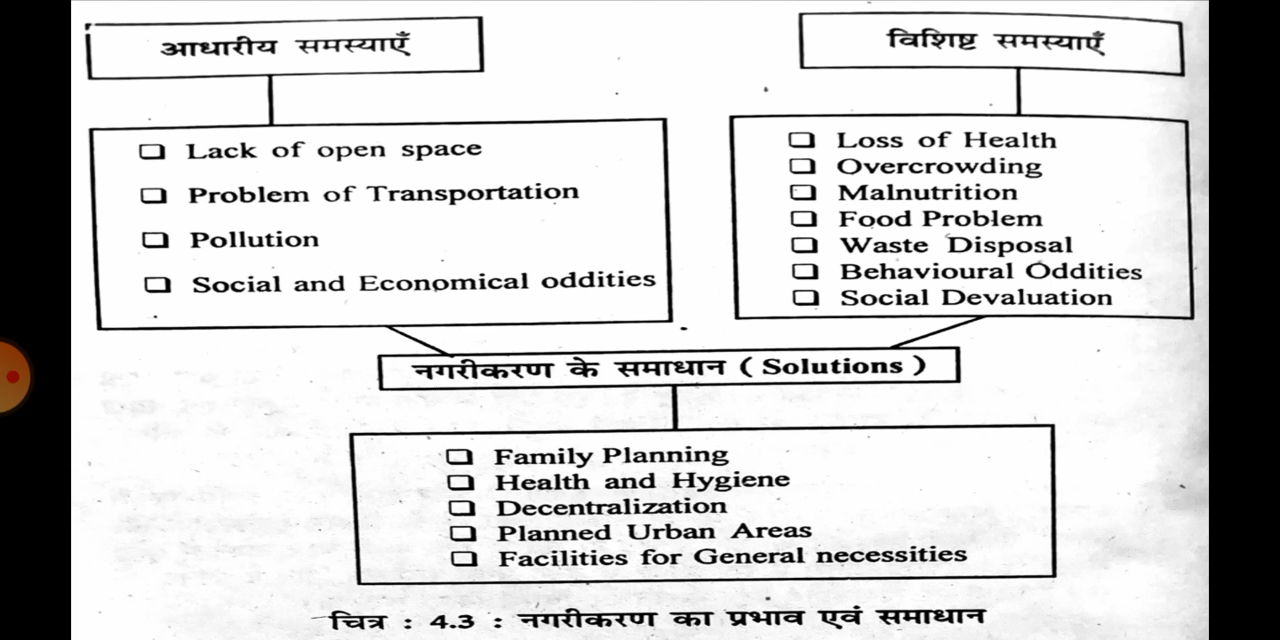 आधारीय समस्याएँ
❑ Lack of open space
❑ Problem of Transportation
❑ Pollution
❑ Social and Economical oddities
विशिष्ट समस्याएँ
❑ Loss of Health
❑ Overcrowding
❑ Malnutrition
❑ Food Problem
❑ Waste Disposal
❑ Behavioural Oddities
❑ Social Devaluation
नगरीकरण के समाधान ( Solutions )
❑ Family Planning
❑ Health and Hygiene
❑ Decentralization
❑ Planned Urban Areas
❑ Facilities for General necessities
चित्र : 4.3 : नगरीकरण का प्रभाव एवं समाधान